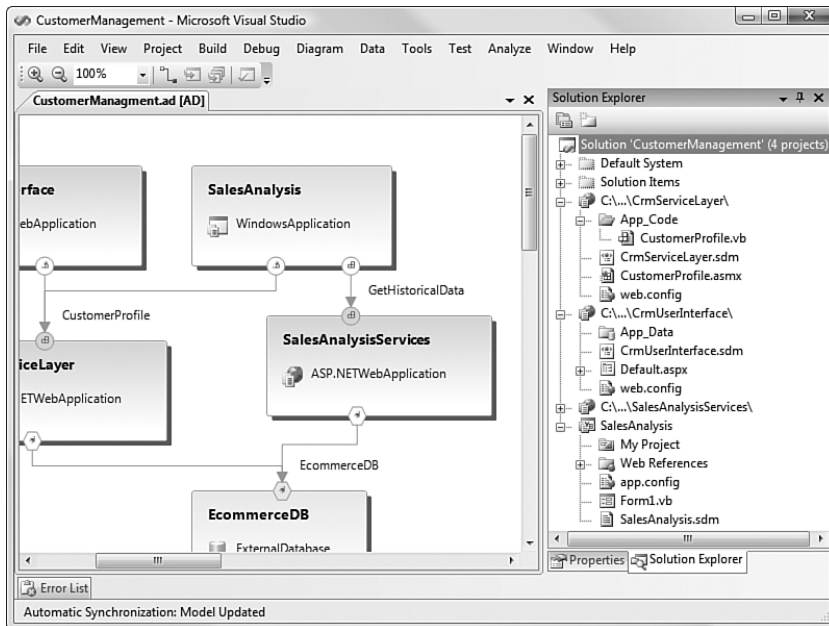 CustomerManagement - Microsoft Visual Studio
File Edit View Project Build Debug Diagram Data Tools Test Analyze Window Help
100%
CustomerManagment.ad [AD]
rface
ebApplication
SalesAnalysis
WindowsApplication
CustomerProfile
GetHistoricalData
iceLayer
ETWebApplication
SalesAnalysisServices
ASP.NETWebApplication
EcommerceDB
EcommerceDB
ExternalDatabase
Solution Explorer
Solution 'CustomerManagement' (4 projects)
Default System
Solution Items
C:\...\CrmServiceLayer\
App_Code
CustomerProfile.vb
CrmServiceLayer.sdm
CustomerProfile.asmx
web.config
C:\...\CrmUserInterface\
App_Data
CrmUserInterface.sdm
Default.aspx
web.config
C:\...\SalesAnalysisServices\
SalesAnalysis
My Project
Web References
app.config
Form1.vb
SalesAnalysis.sdm
Properties Solution Explorer
Error List
Automatic Synchronization: Model Updated